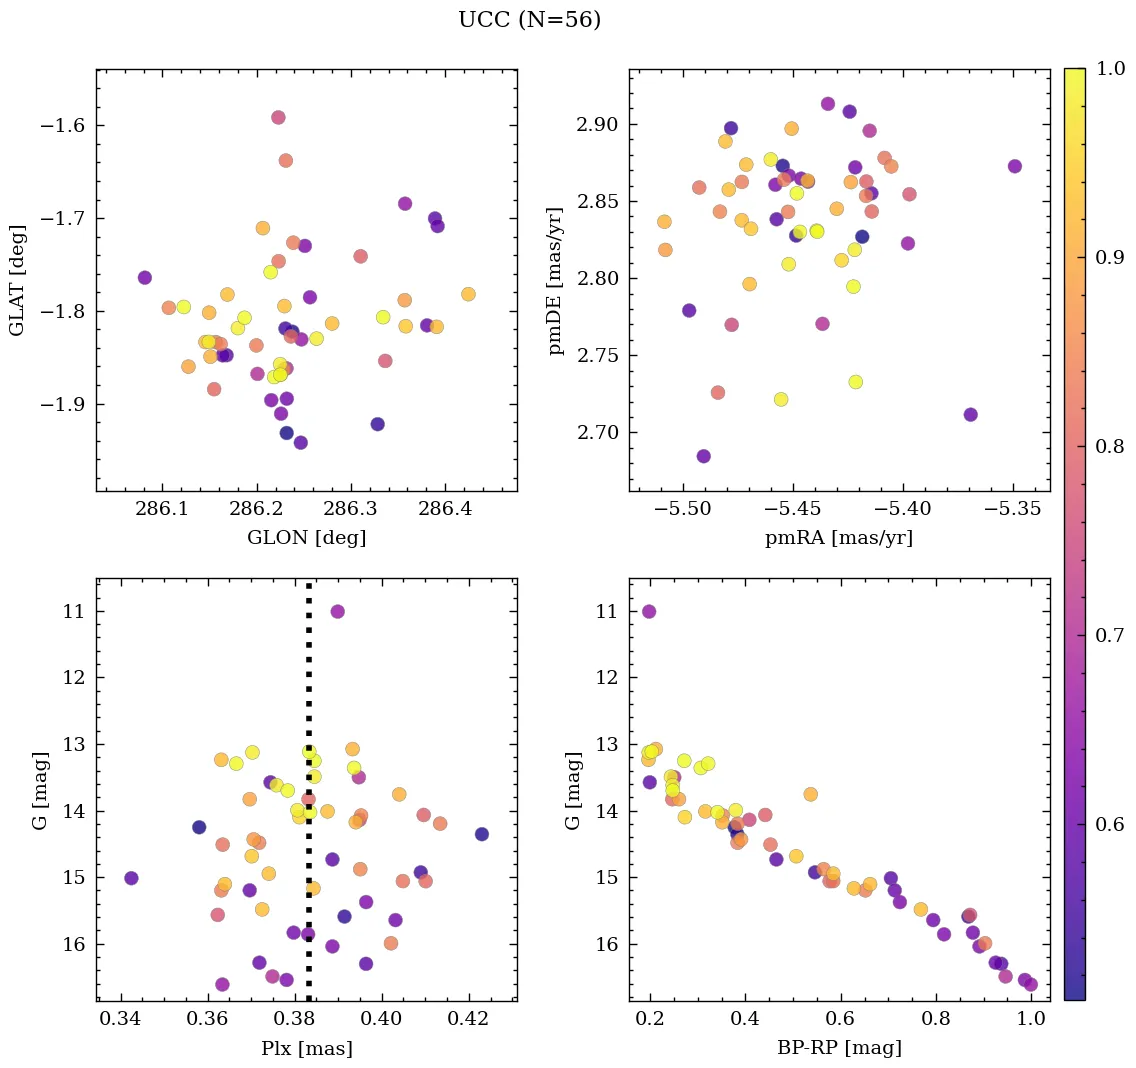 UCC (N=56)
−1.6
−1.7
−1.8
−1.9
GLAT [deg]
286.1 286.2 286.3 286.4
GLON [deg]
2.90
2.85
2.80
2.75
2.70
pmDE [mas/yr]
−5.50 −5.45 −5.40 −5.35
pmRA [mas/yr]
11
12
13
14
15
16
G [mag]
0.34 0.36 0.38 0.40 0.42
Plx [mas]
11
12
13
14
15
16
G [mag]
0.2 0.4 0.6 0.8 1.0
BP-RP [mag]
1.0
0.9
0.8
0.7
0.6